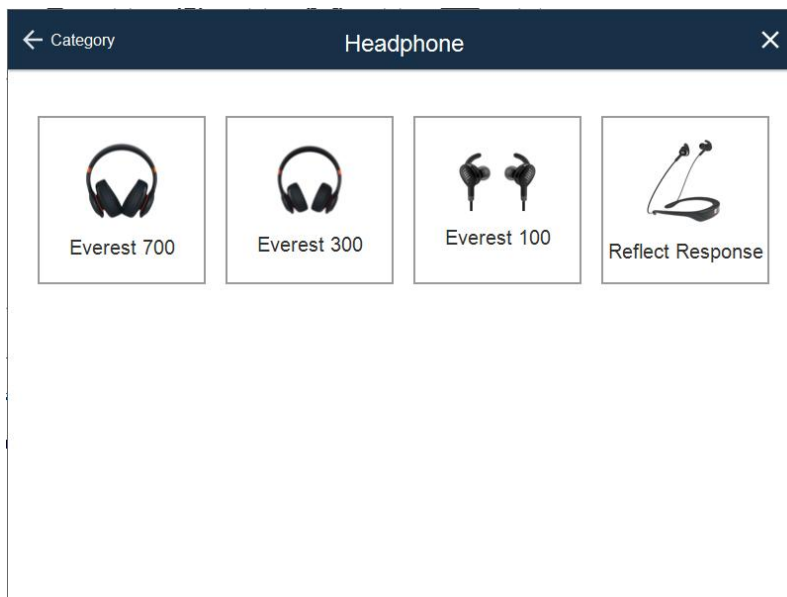 Category
Headphone
Everest 700
Everest 300
Everest 100
Reflect Response